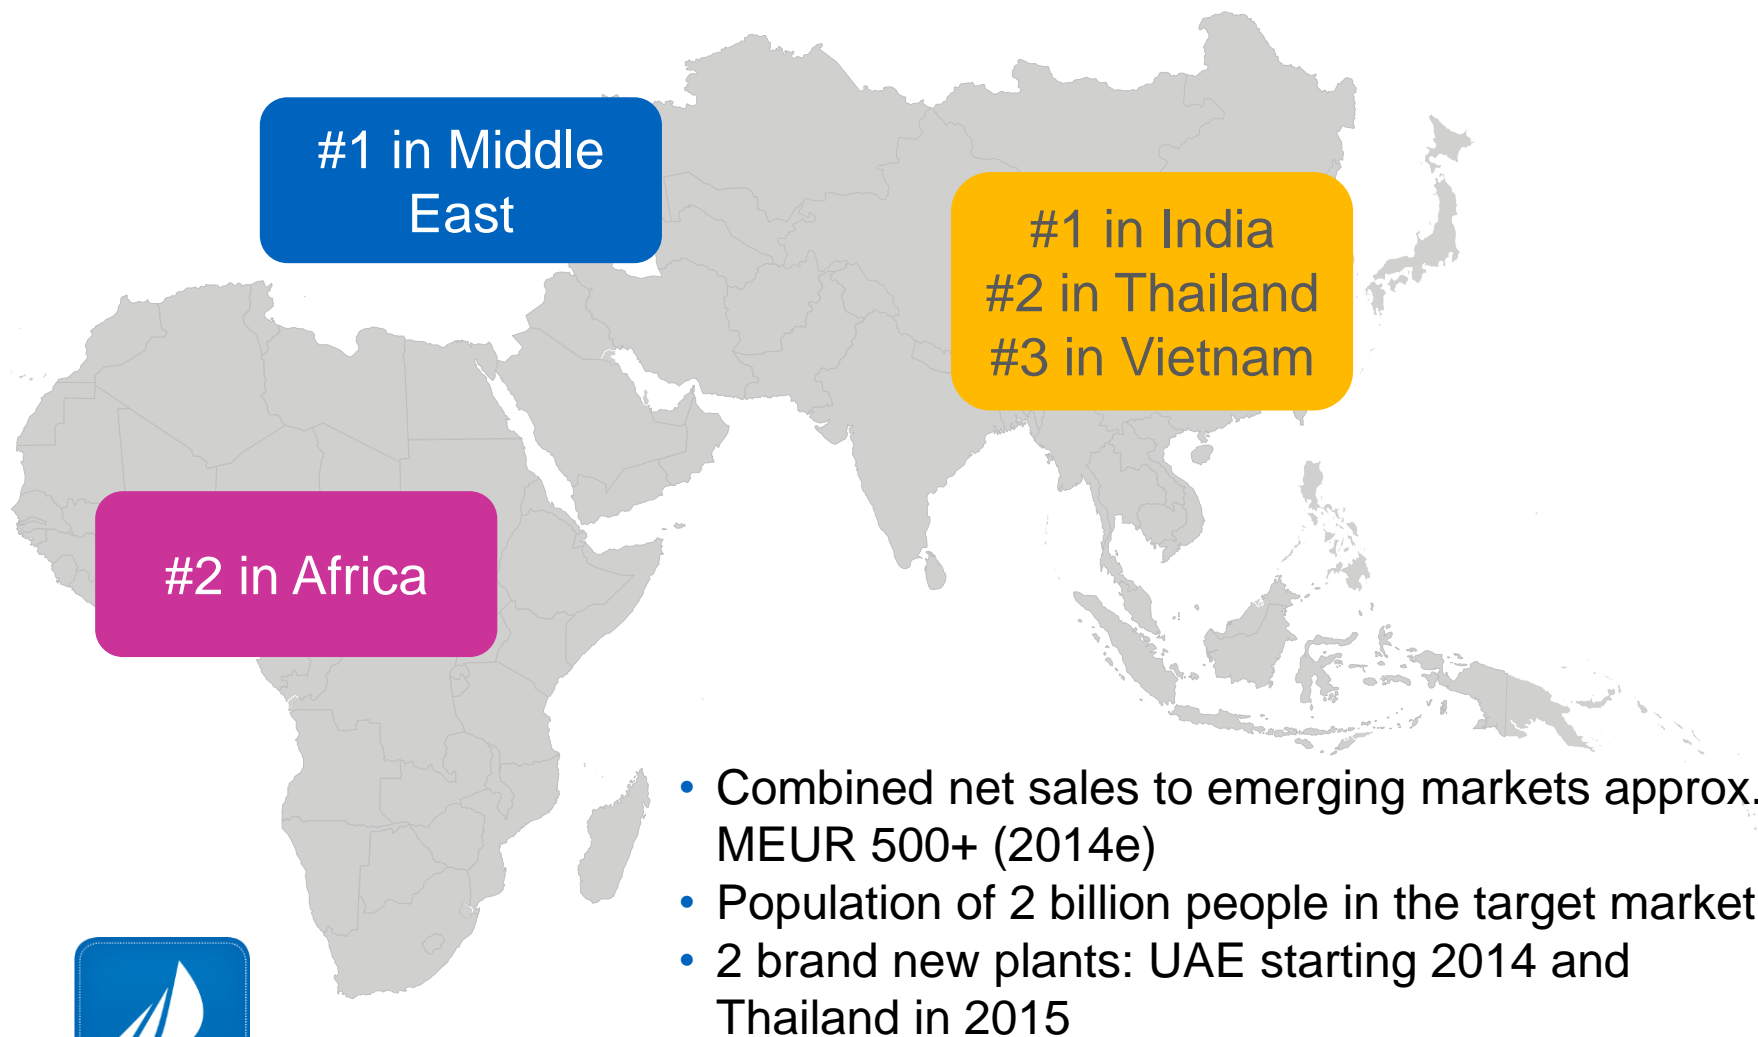 #1 in Middle
East
#1 in India
#2 in Thailand
#3 in Vietnam
#2 in Africa
• Combined net sales to emerging markets approx.
MEUR 500+ (2014e)
• Population of 2 billion people in the target market
• 2 brand new plants: UAE starting 2014 and
Thailand in 2015